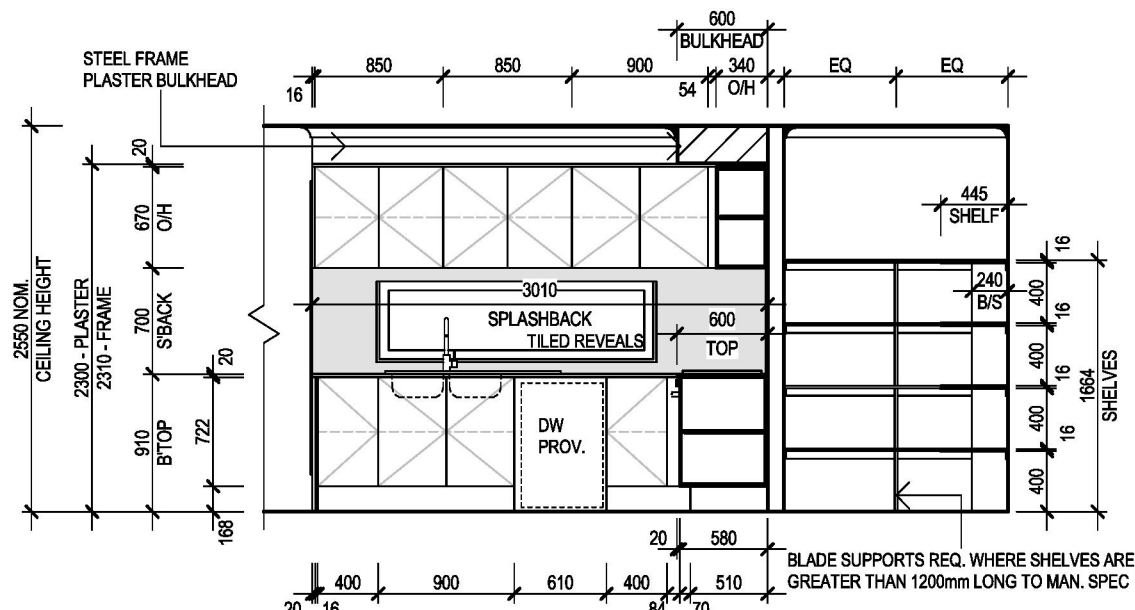 600
BULKHEAD
STEEL FRAME
PLASTER BULKHEAD
850
850
900
340
EQ
EQ
16
54
O/H
20
670
O/H
445
SHELF
16
2550 NOM.
CEILING HEIGHT
2300 - PLASTER
2310 - FRAME
700
S'BACK
3010
SPLASHBACK
TILED REVEALS
600
TOP
240
B/S
400
16
400
16
400
16
400
1664
SHELVES
20
910
B'TOP
722
168
DW
PROV.
20
580
BLADE SUPPORTS REQ. WHERE SHELVES ARE
GREATER THAN 1200mm LONG TO MAN. SPEC
400
900
610
400
510
20
16
84
70